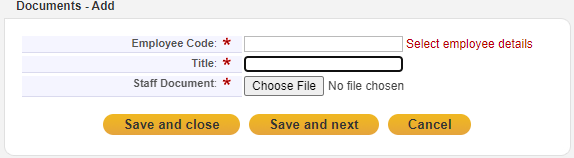 Documents - Add
Employee Code: * Select employee details
Title: *
Staff Document: * Choose File No file chosen
Save and close Save and next Cancel